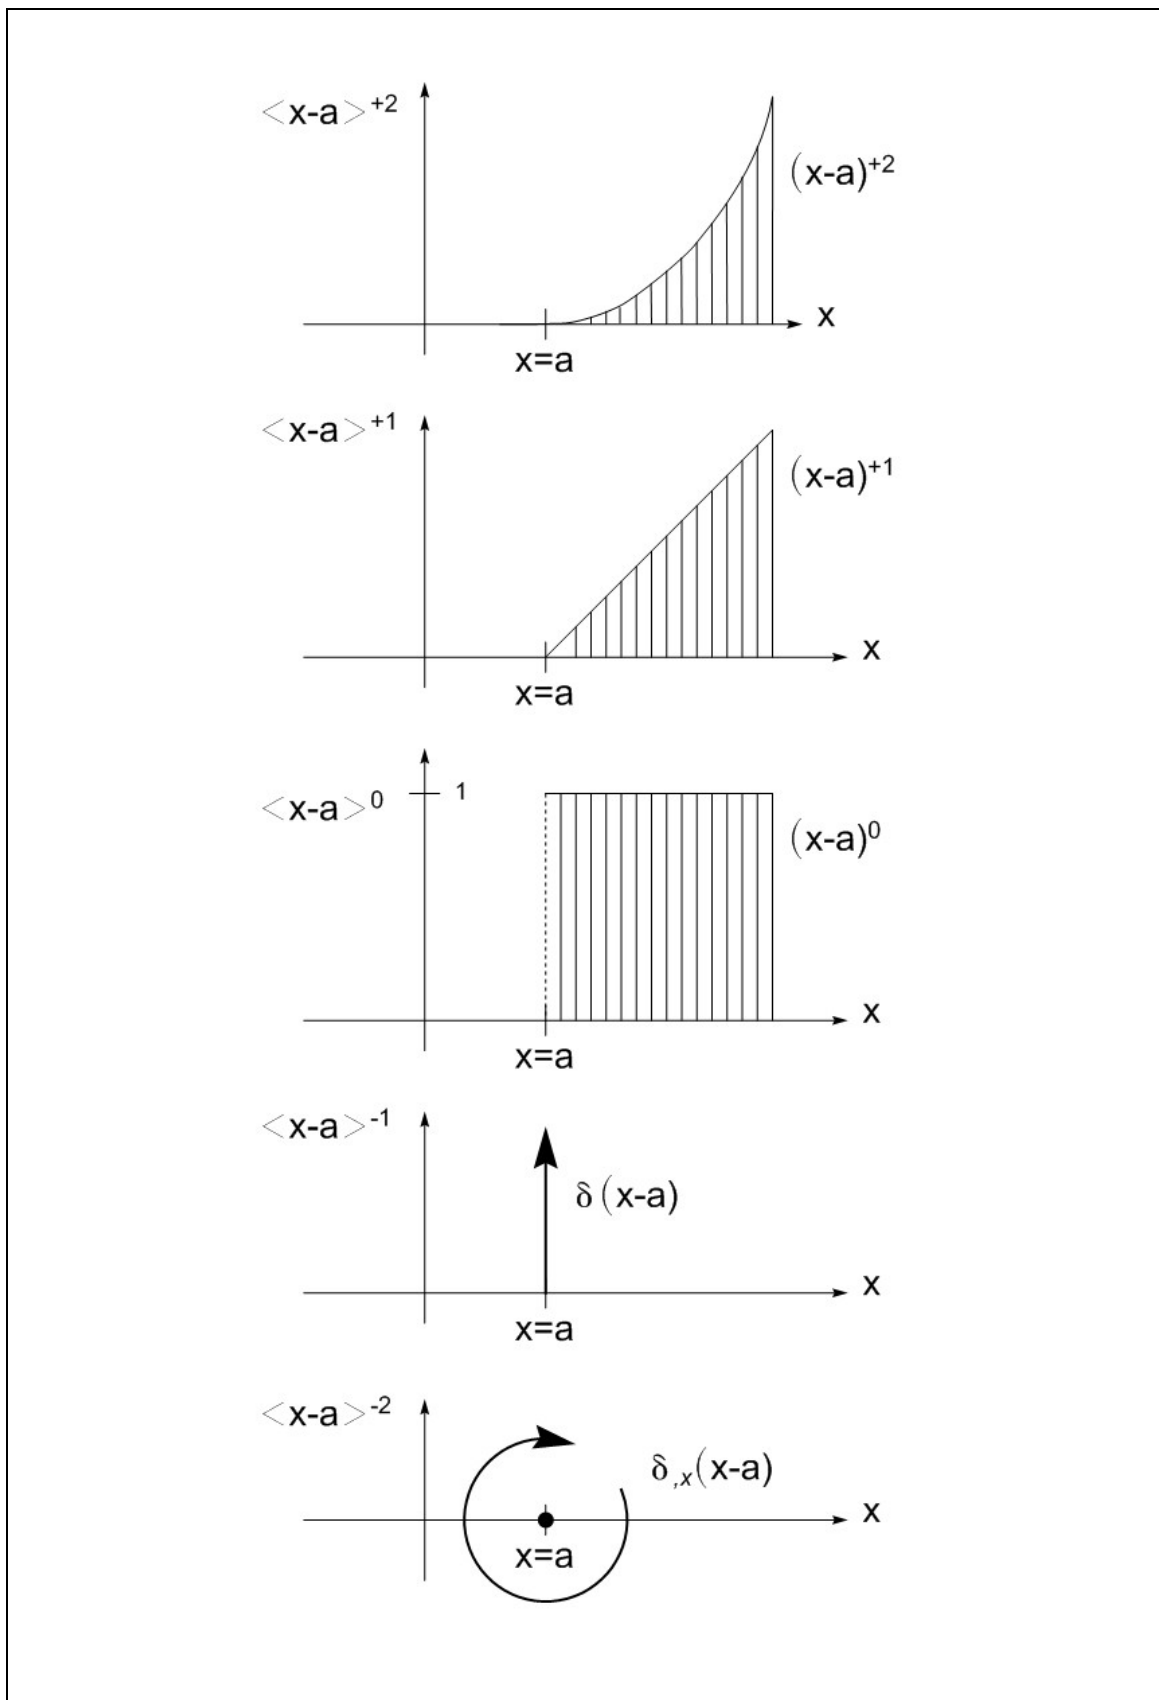 <x-a>⁺²
(x-a)⁺²
x
x=a
<x-a>⁺¹
(x-a)⁺¹
x
x=a
<x-a>⁰
1
(x-a)⁰
x
x=a
<x-a>⁻¹
δ(x-a)
x
x=a
<x-a>⁻²
δ,ₓ(x-a)
x
x=a